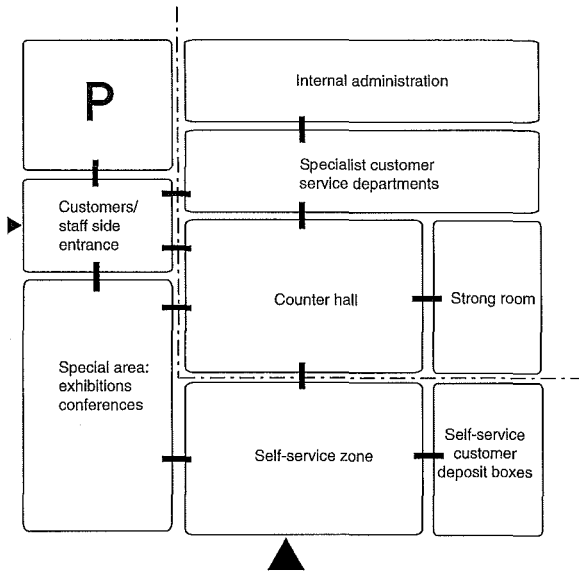 P
Internal administration
Specialist customer
service departments
Customers/
staff side
entrance
Counter hall
Strong room
Special area:
exhibitions
conferences
Self-service zone
Self-service
customer
deposit boxes